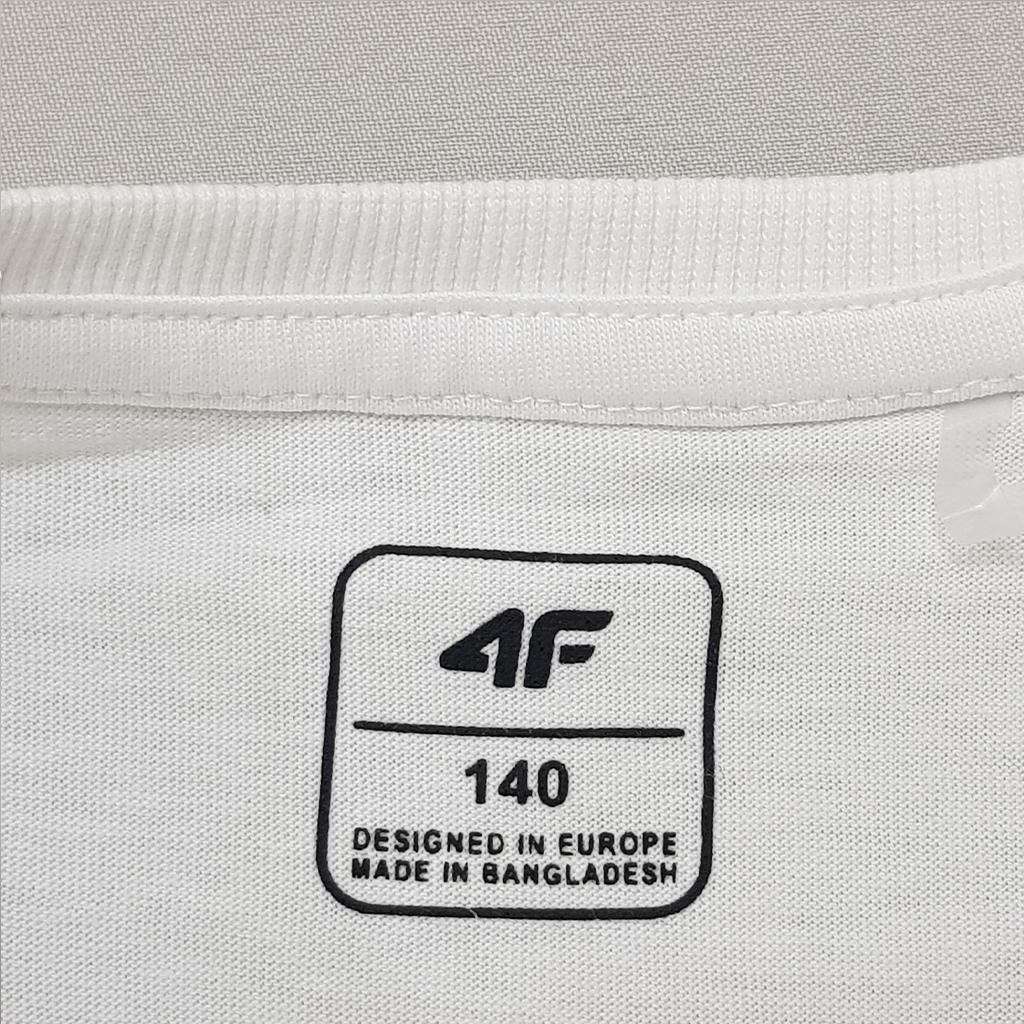 4F
140
DESIGNED IN EUROPE
MADE IN BANGLADESH